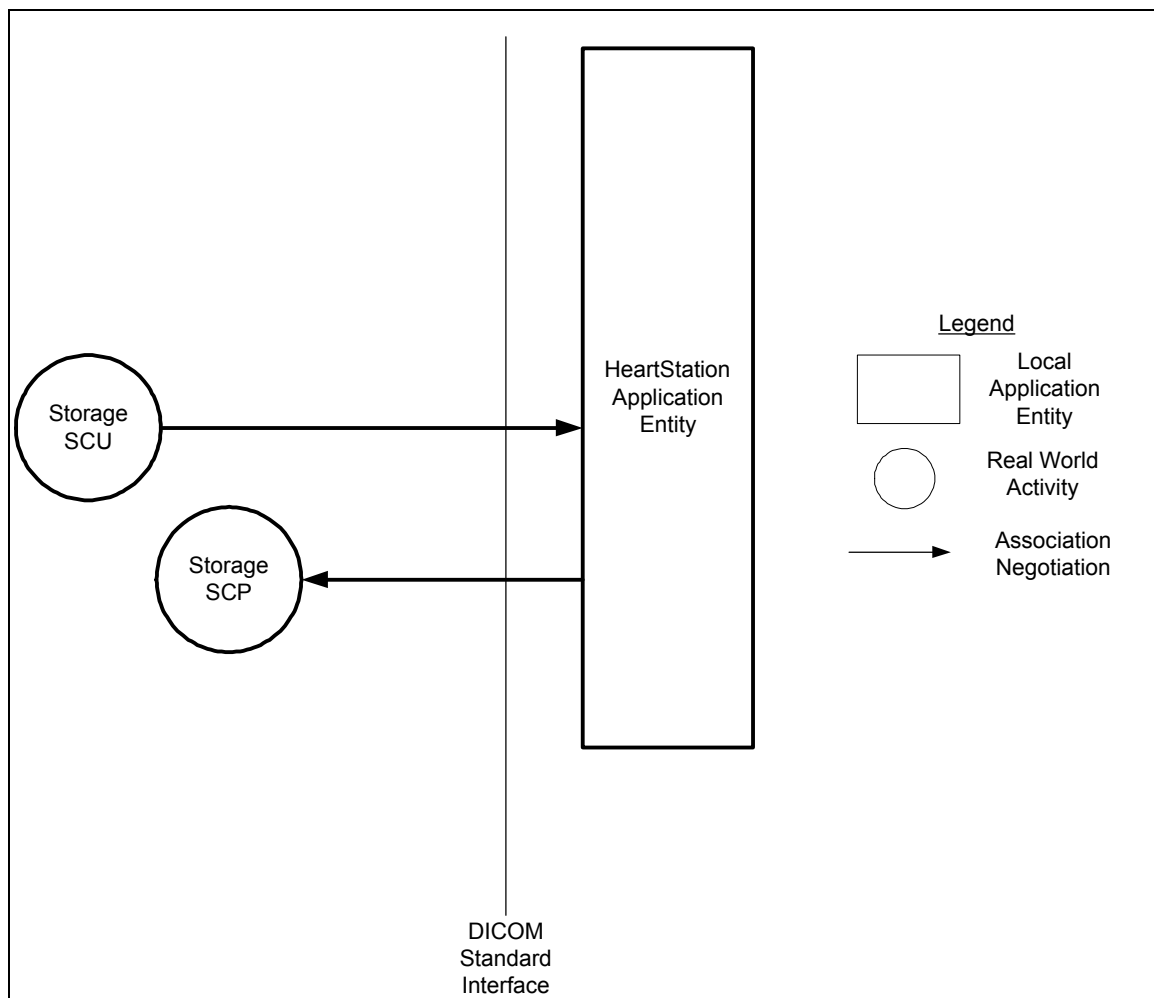 Storage
SCU
Storage
SCP
HeartStation
Application
Entity
DICOM
Standard
Interface
Legend
Local
Application
Entity
Real World
Activity
Association
Negotiation